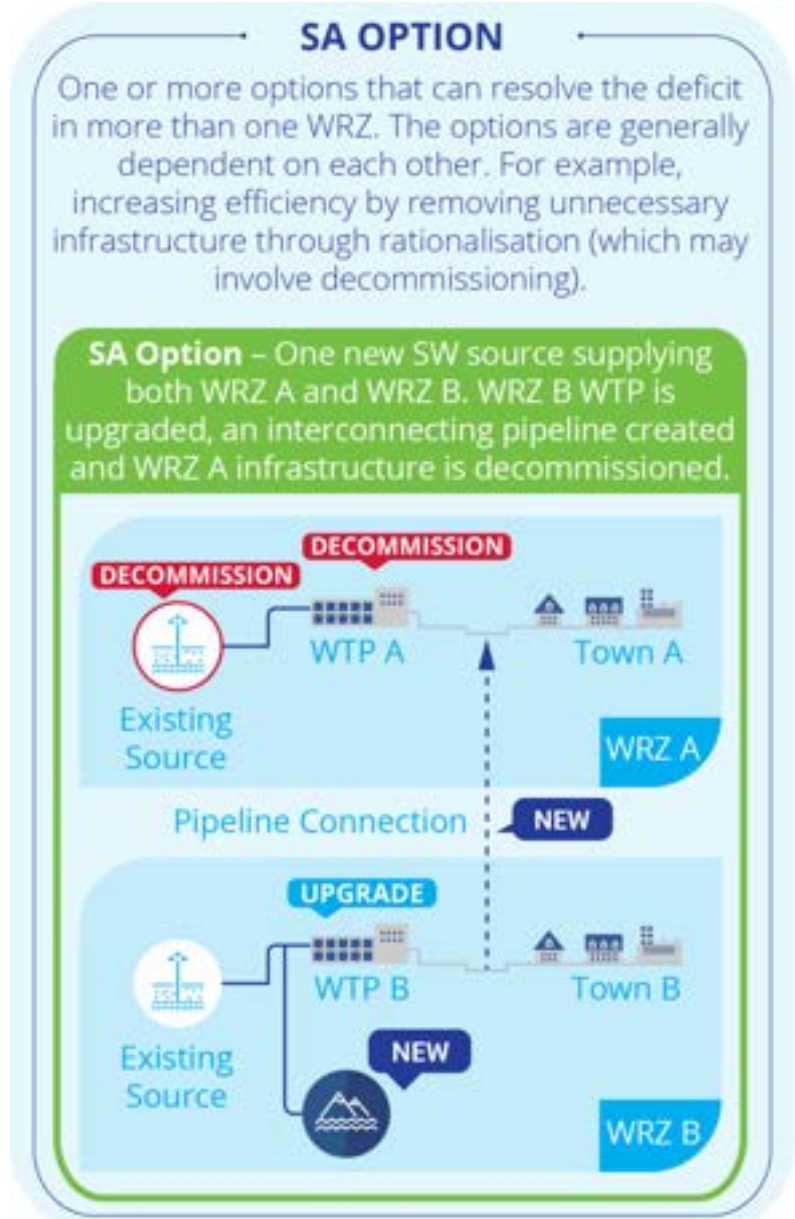 SA OPTION
One or more options that can resolve the deficit
in more than one WRZ. The options are generally
dependent on each other. For example,
increasing efficiency by removing unnecessary
infrastructure through rationalisation (which may
involve decommissioning).
SA Option – One new SW source supplying
both WRZ A and WRZ B. WRZ B WTP is
upgraded, an interconnecting pipeline created
and WRZ A infrastructure is decommissioned.
DECOMMISSION
DECOMMISSION
WTP A
Town A
Existing
Source
WRZ A
Pipeline Connection
NEW
UPGRADE
WTP B
Town B
Existing
Source
NEW
WRZ B